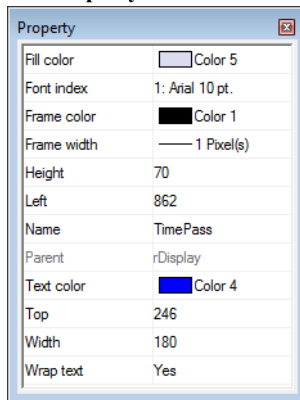 Property
Fill color Color 5
Font index 1: Arial 10 pt.
Frame color Color 1
Frame width 1 Pixel(s)
Height 70
Left 862
Name TimePass
Parent rDisplay
Text color Color 4
Top 246
Width 180
Wrap text Yes